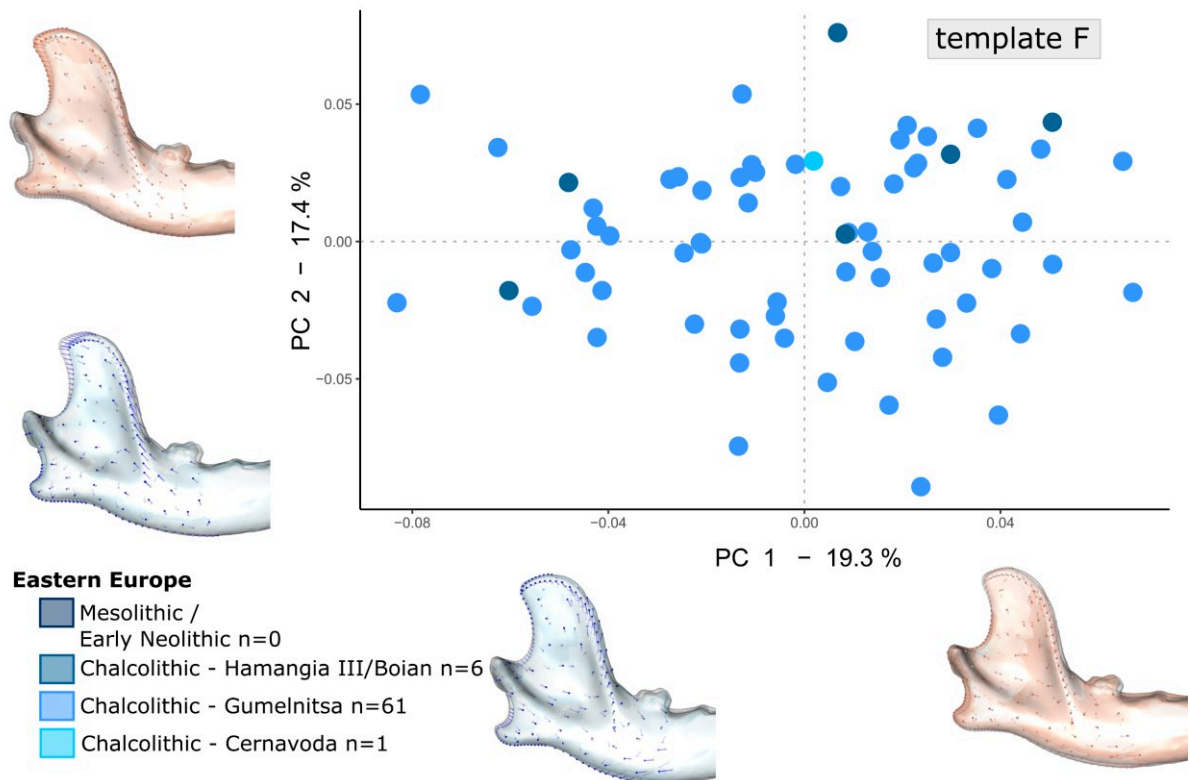 template F
0.05
0.00
−0.05
PC 2 − 17.4 %
−0.08
−0.04
0.00
0.04
PC 1 − 19.3 %
Eastern Europe
Mesolithic /
Early Neolithic n=0
Chalcolithic - Hamangia III/Boian n=6
Chalcolithic - Gumelnitsa n=61
Chalcolithic - Cernavoda n=1